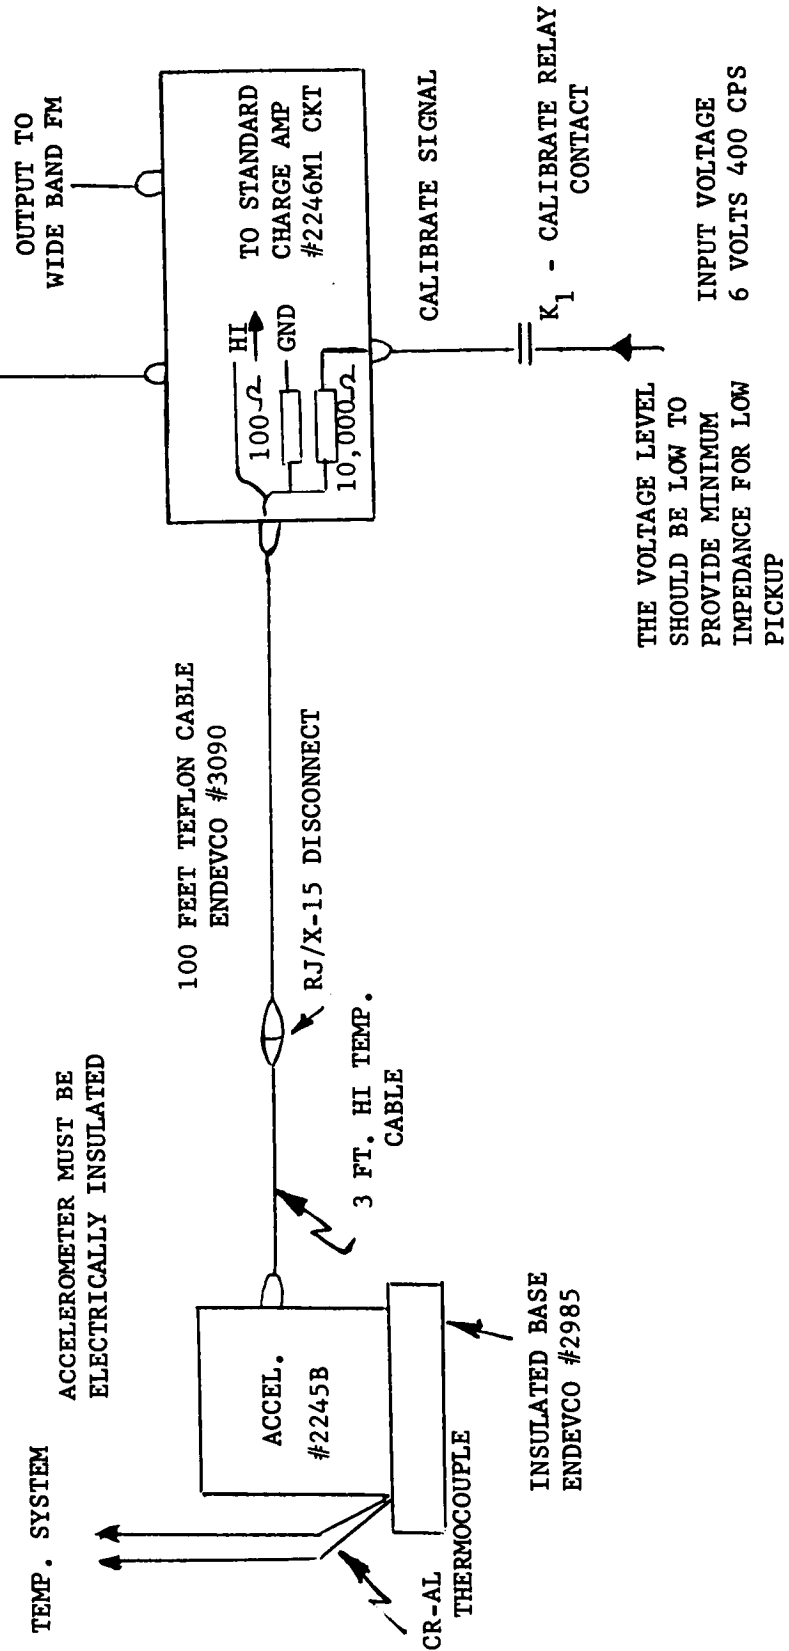 TEMP. SYSTEM
ACCELEROMETER MUST BE
ELECTRICALLY INSULATED
OUTPUT TO
WIDE BAND FM
100 FEET TEFLON CABLE
ENDEVCO #3090
ACCEL.
#2245B
RJ/X-15 DISCONNECT
3 FT. HI TEMP.
CABLE
HI
100Ω
GND
10,000Ω
TO STANDARD
CHARGE AMP
#2246M1 CKT
CALIBRATE SIGNAL
CR-AL
THERMOCOUPLE
INSULATED BASE
ENDEVCO #2985
K1 - CALIBRATE RELAY
CONTACT
THE VOLTAGE LEVEL
SHOULD BE LOW TO
PROVIDE MINIMUM
IMPEDANCE FOR LOW
PICKUP
INPUT VOLTAGE
6 VOLTS 400 CPS